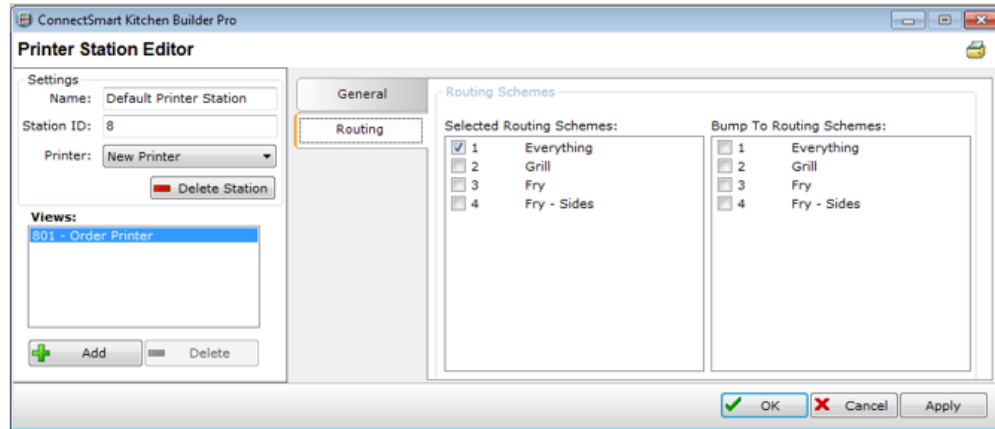 ConnectSmart Kitchen Builder Pro
Printer Station Editor
Settings
Name: Default Printer Station
Station ID: 8
Printer: New Printer
Delete Station
Views:
801 - Order Printer
Add Delete
General
Routing
Routing Schemes
Selected Routing Schemes:
1 Everything
2 Grill
3 Fry
4 Fry - Sides
Bump To Routing Schemes:
1 Everything
2 Grill
3 Fry
4 Fry - Sides
OK Cancel Apply